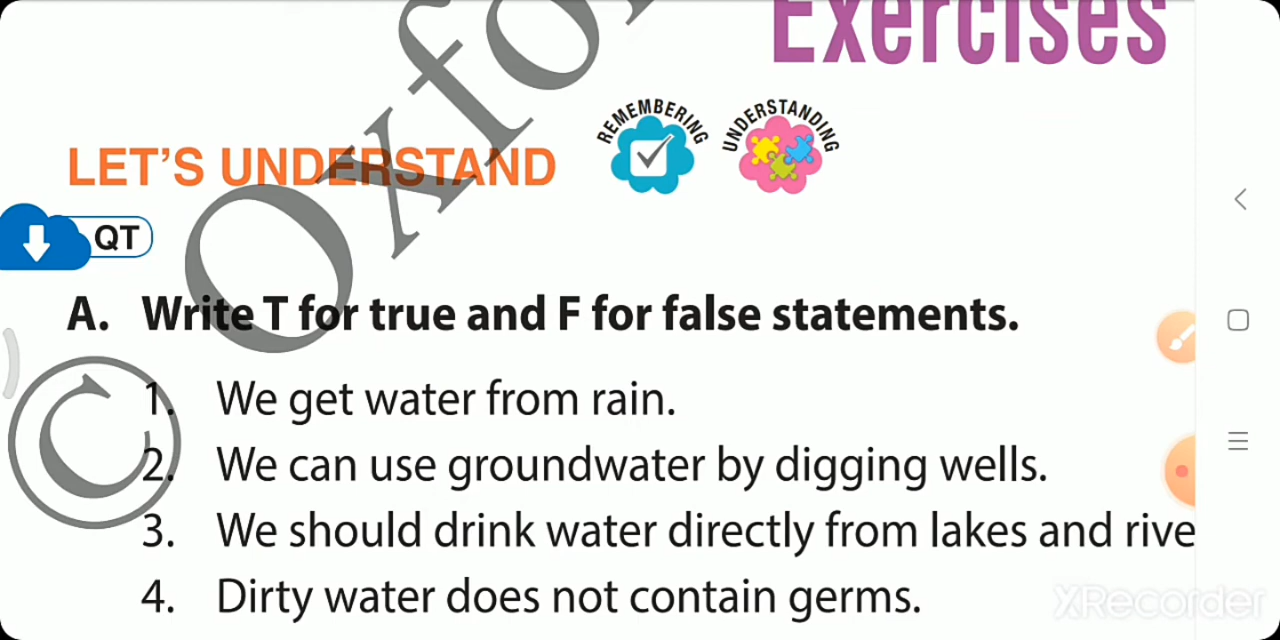 Exercises
REMEMBERING
UNDERSTANDING
LET'S UNDERSTAND
QT
A. Write T for true and F for false statements.
1. We get water from rain.
2. We can use groundwater by digging wells.
3. We should drink water directly from lakes and rive
4. Dirty water does not contain germs.
© Oxfo
XRecorder